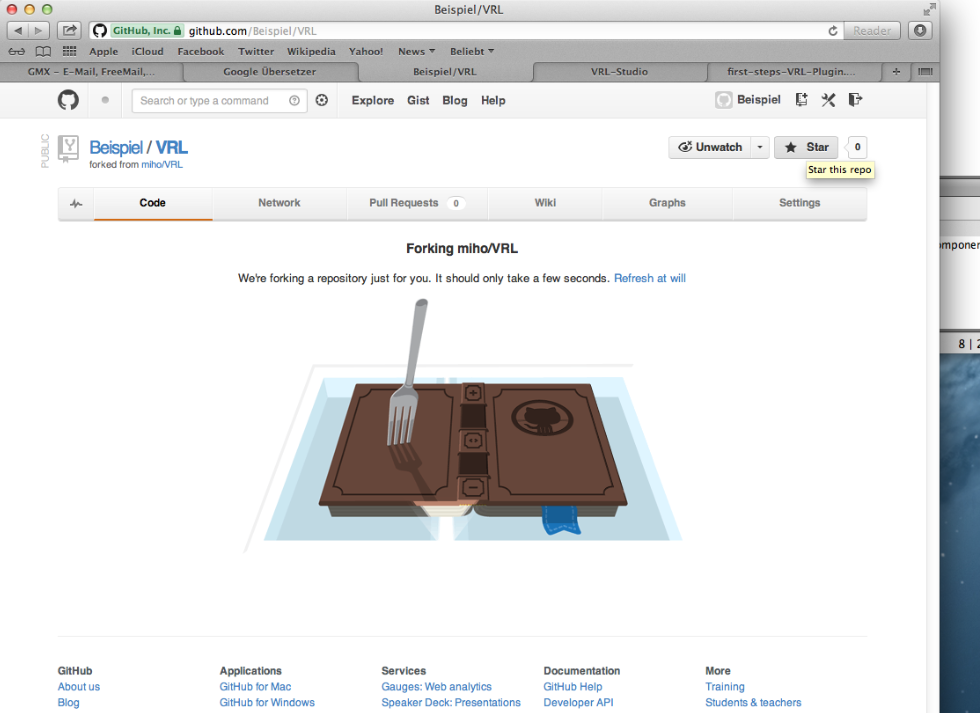 Beispiel/VRL
GitHub, Inc. github.com/Beispiel/VRL Reader
Apple iCloud Facebook Twitter Wikipedia Yahoo! News Beliebt
GMX – E-Mail, FreeMail,... Google Übersetzer Beispiel/VRL VRL-Studio first-steps-VRL-Plugin....
Search or type a command Explore Gist Blog Help Beispiel
PUBLIC
Beispiel / VRL
forked from miho/VRL
Unwatch Star 0
Star this repo
Code Network Pull Requests 0 Wiki Graphs Settings
omponen
Forking miho/VRL
We're forking a repository just for you. It should only take a few seconds. Refresh at will
8 | 2
GitHub Applications Services Documentation More
About us GitHub for Mac Gauges: Web analytics GitHub Help Training
Blog GitHub for Windows Speaker Deck: Presentations Developer API Students & teachers